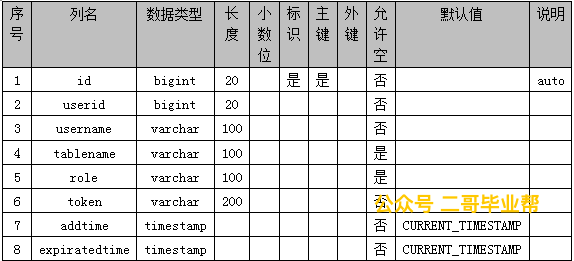 序号 列名 数据类型 长度 小数位 标识 主键 外键 允许空 默认值 说明
1 id bigint 20 是 是 否 auto
2 userid bigint 20 否
3 username varchar 100 否
4 tablename varchar 100 是
5 role varchar 100 是
6 token varchar 200 否
公众号 二哥毕业帮
7 addtime timestamp 否 CURRENT_TIMESTAMP
8 expiratedtime timestamp 否 CURRENT_TIMESTAMP